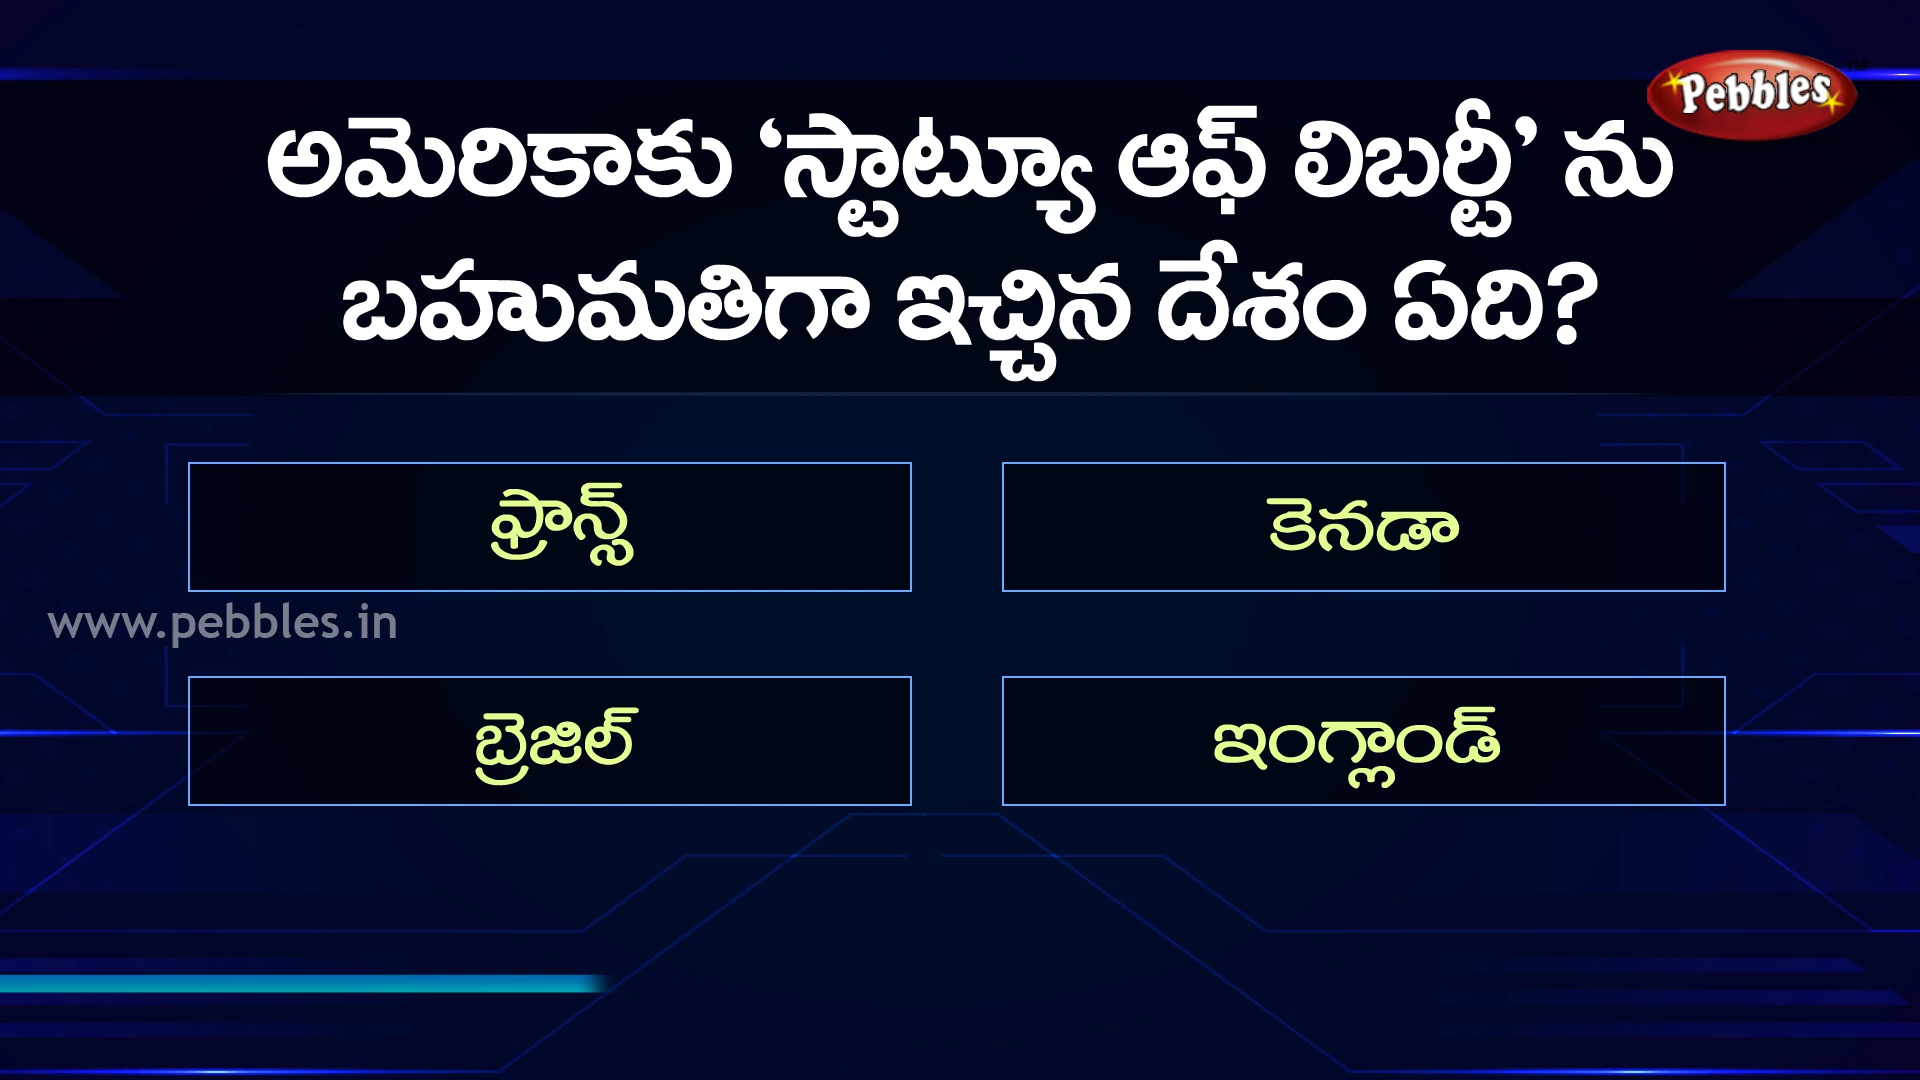 Pebbles
అమెరికాకు ‘స్టాట్యూ ఆఫ్ లిబర్టీ’ ను
బహుమతిగా ఇచ్చిన దేశం ఏది?
ఫ్రాన్స్
కెనడా
www.pebbles.in
బ్రెజిల్
ఇంగ్లాండ్